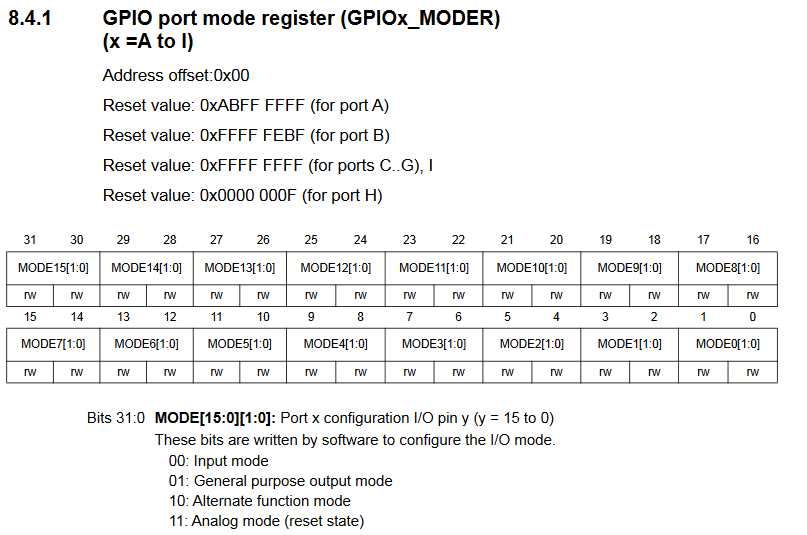 8.4.1 GPIO port mode register (GPIOx_MODER)
(x =A to I)
Address offset:0x00
Reset value: 0xABFF FFFF (for port A)
Reset value: 0xFFFF FEBF (for port B)
Reset value: 0xFFFF FFFF (for ports C..G), I
Reset value: 0x0000 000F (for port H)
31 30 29 28 27 26 25 24 23 22 21 20 19 18 17 16
MODE15[1:0] MODE14[1:0] MODE13[1:0] MODE12[1:0] MODE11[1:0] MODE10[1:0] MODE9[1:0] MODE8[1:0]
rw rw rw rw rw rw rw rw rw rw rw rw rw rw rw rw
15 14 13 12 11 10 9 8 7 6 5 4 3 2 1 0
MODE7[1:0] MODE6[1:0] MODE5[1:0] MODE4[1:0] MODE3[1:0] MODE2[1:0] MODE1[1:0] MODE0[1:0]
rw rw rw rw rw rw rw rw rw rw rw rw rw rw rw rw
Bits 31:0 MODE[15:0][1:0]: Port x configuration I/O pin y (y = 15 to 0)
These bits are written by software to configure the I/O mode.
00: Input mode
01: General purpose output mode
10: Alternate function mode
11: Analog mode (reset state)